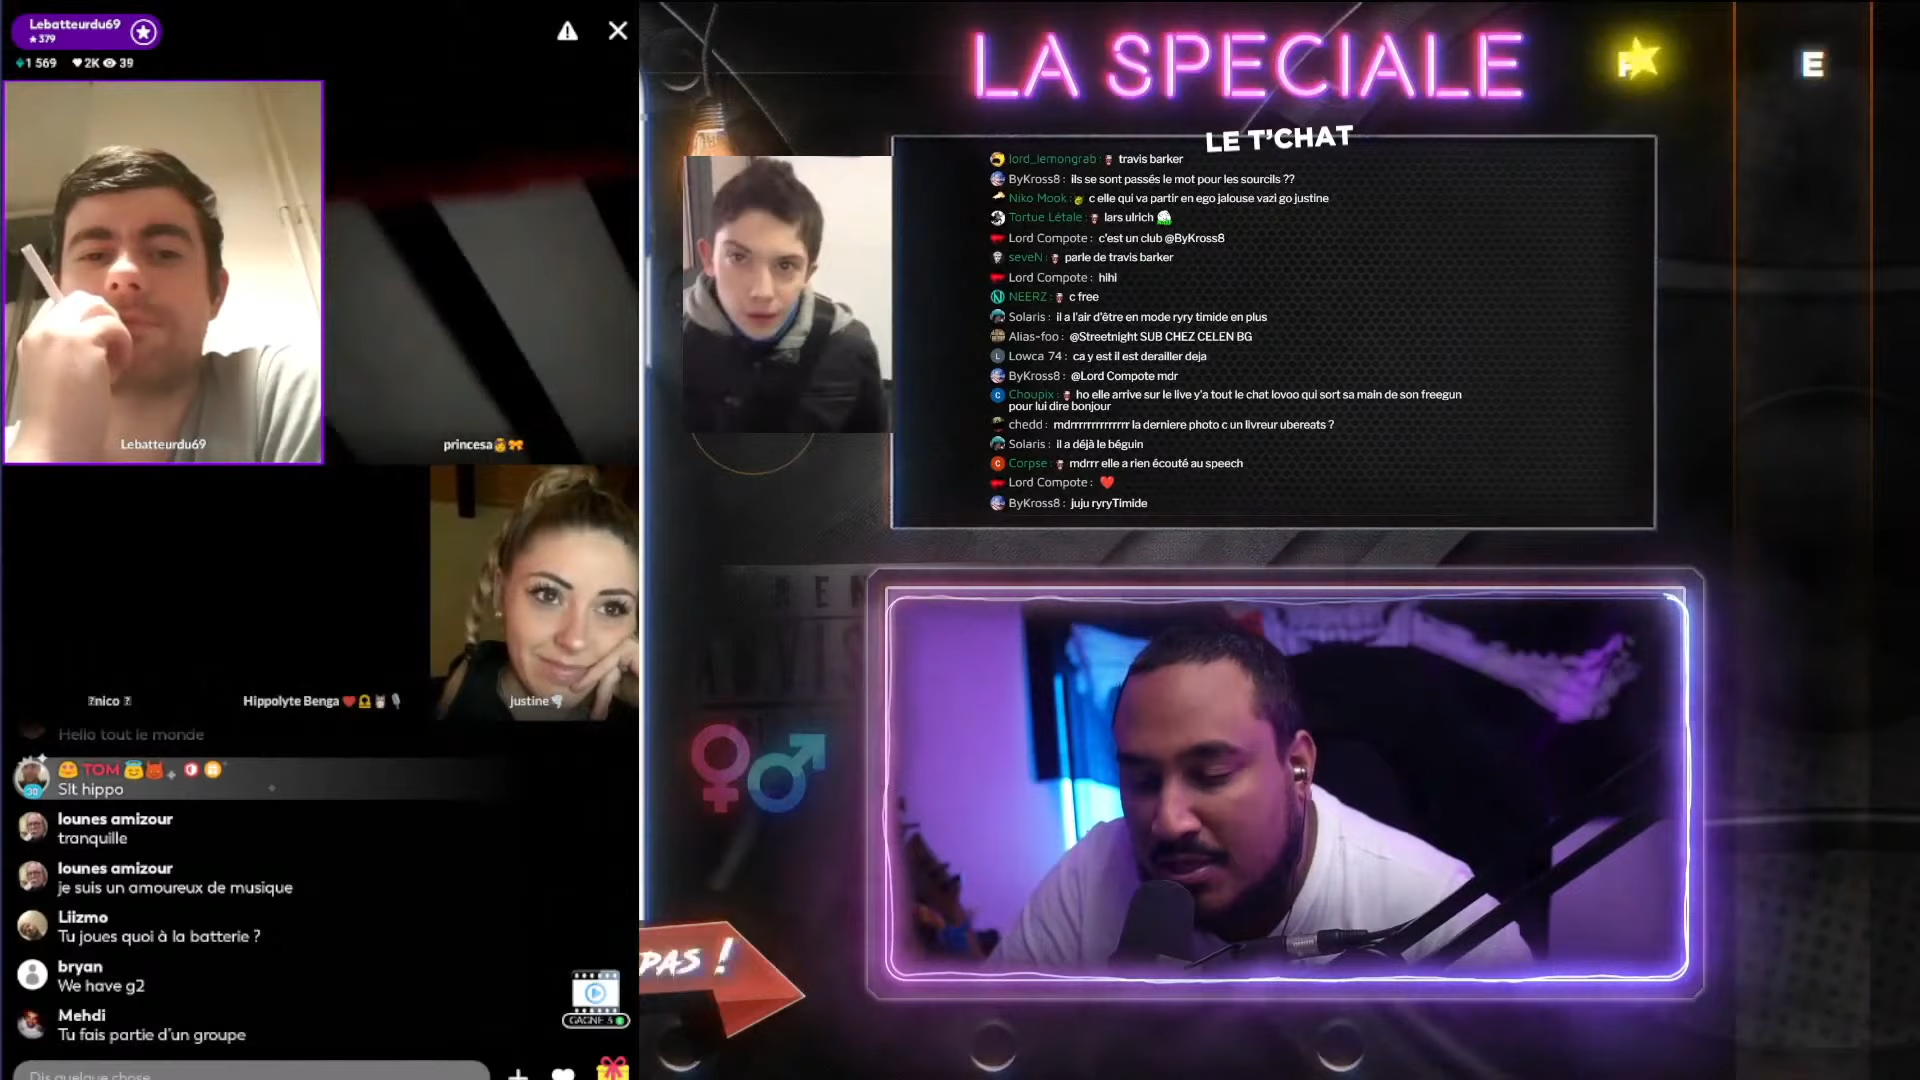 Lebatteurdu69
★379
1 569 2K 39
Lebatteurdu69
princesa
nico
Hippolyte Benga
justine
Hello tout le monde
TOM
30
Slt hippo
lounes amizour
tranquille
lounes amizour
je suis un amoureux de musique
Liizmo
Tu joues quoi à la batterie ?
bryan
We have g2
Mehdi
Tu fais partie d'un groupe
GAGNE 5
Dis quelque chose
LA SPECIALE
E
LE T'CHAT
lord_lemongrab : travis barker
ByKross8 : ils se sont passés le mot pour les sourcils ??
Niko Mook : c elle qui va partir en ego jalouse vazi go justine
Tortue Létale : lars ulrich
Lord Compote : c'est un club @ByKross8
seveN : parle de travis barker
Lord Compote : hihi
NEERZ : c free
Solaris : il a l'air d'être en mode ryry timide en plus
Alias-foo : @Streetnight SUB CHEZ CELEN BG
Lowca 74 : ca y est il est derailler deja
ByKross8 : @Lord Compote mdr
Choupix : ho elle arrive sur le live y'a tout le chat lovoo qui sort sa main de son freegun
pour lui dire bonjour
chedd : mdrrrrrrrrrrrrr la derniere photo c un livreur ubereats ?
Solaris : il a déjà le béguin
Corpse : mdrrr elle a rien écouté au speech
Lord Compote : ❤️
ByKross8 : juju ryryTimide
PAS !